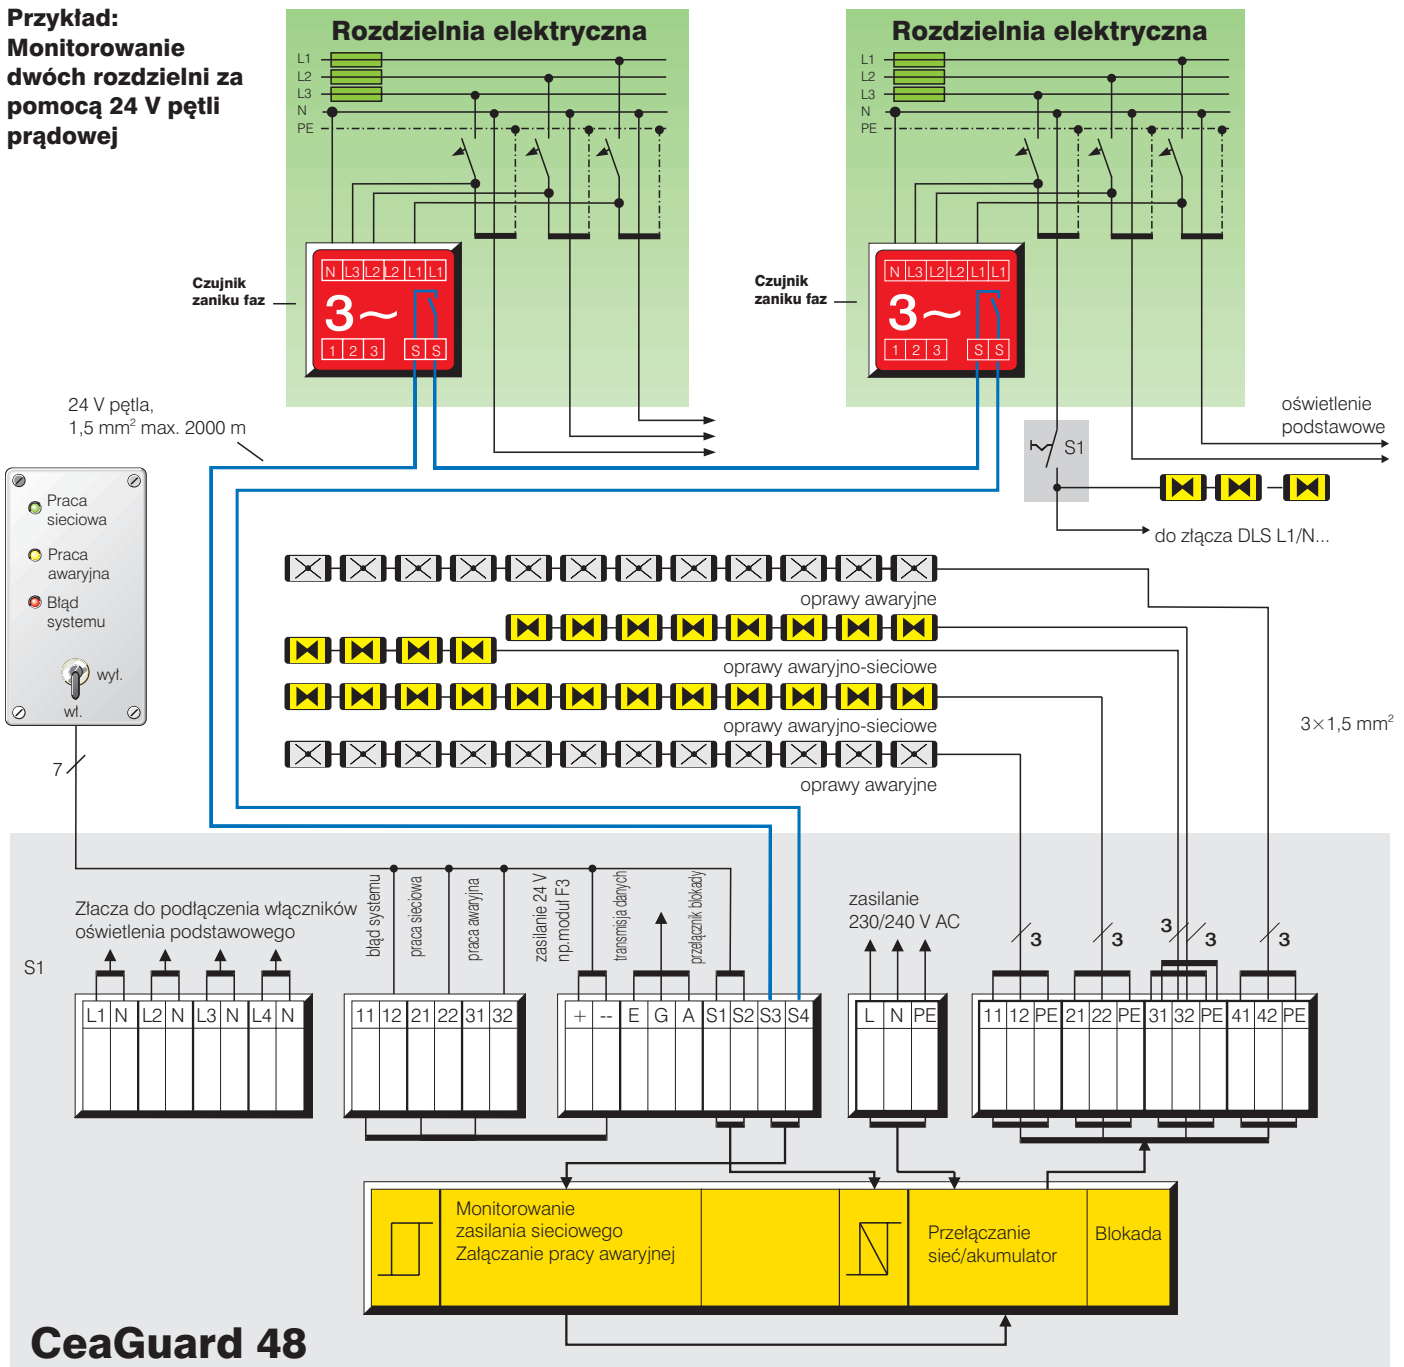 Przykład:
Monitorowanie
dwóch rozdzielni za
pomocą 24 V pętli
prądowej
Rozdzielnia elektryczna
L1
L2
L3
N
PE
Rozdzielnia elektryczna
L1
L2
L3
N
PE
Czujnik
zaniku faz
N L3 L2 L2 L1 L1
3~
1 2 3 S S
Czujnik
zaniku faz
N L3 L2 L2 L1 L1
3~
1 2 3 S S
24 V pętla,
1,5 mm² max. 2000 m
oświetlenie
podstawowe
S1
do złącza DLS L1/N...
Praca
sieciowa
Praca
awaryjna
Błąd
systemu
wył.
wł.
7
oprawy awaryjne
oprawy awaryjno-sieciowe
oprawy awaryjno-sieciowe
oprawy awaryjne
3×1,5 mm²
Złacza do podłączenia włączników
oświetlenia podstawowego
S1
błąd systemu
praca sieciowa
praca awaryjna
zasilanie 24 V
np.moduł F3
transmisja danych
przełącznik blokady
zasilanie
230/240 V AC
3 3 3 3 3
L1 N L2 N L3 N L4 N
11 12 21 22 31 32
+ -- E G A S1 S2 S3 S4
L N PE
11 12 PE 21 22 PE 31 32 PE 41 42 PE
Monitorowanie
zasilania sieciowego
Załączanie pracy awaryjnej
Przełączanie
sieć/akumulator
Blokada
CeaGuard 48